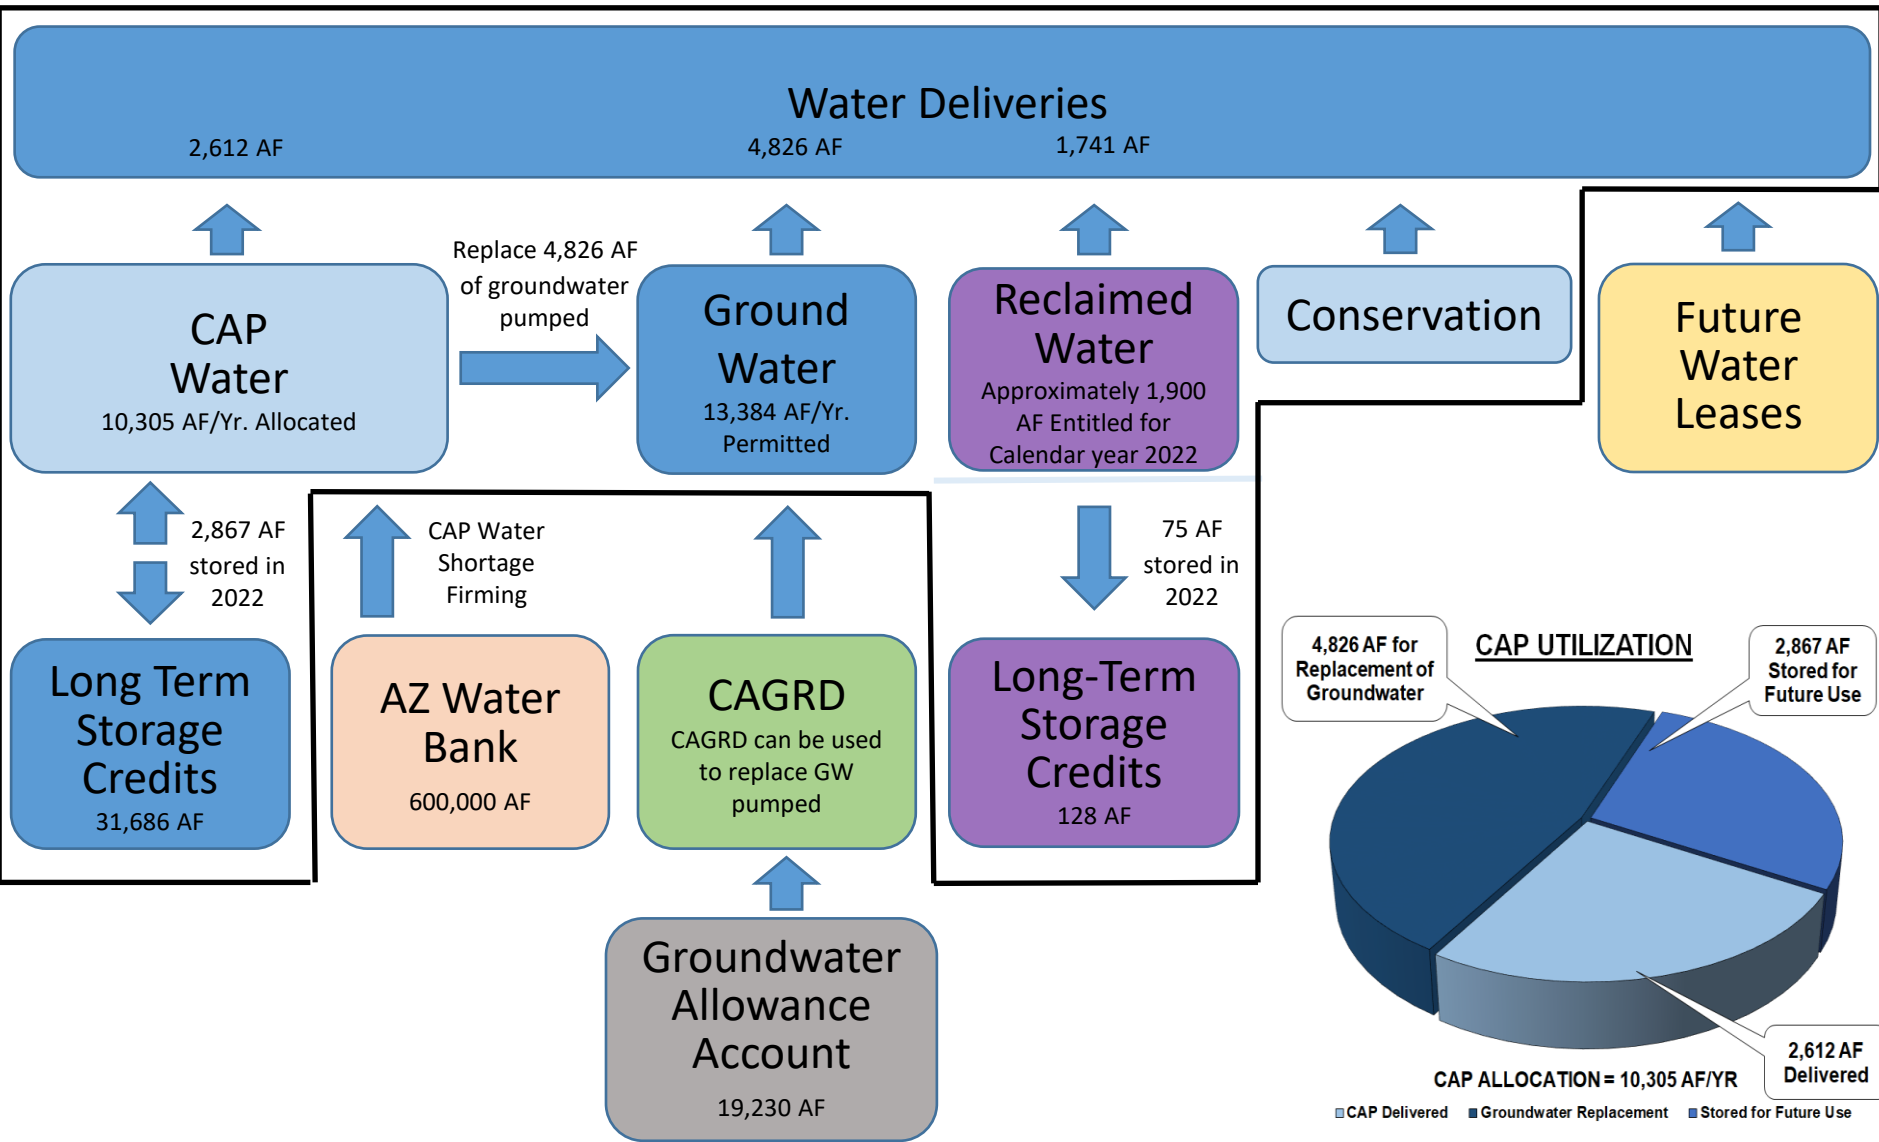 Water Deliveries
2,612 AF
4,826 AF
1,741 AF
Replace 4,826 AF
of groundwater
pumped
CAP
Water
10,305 AF/Yr. Allocated
Ground
Water
13,384 AF/Yr.
Permitted
Reclaimed
Water
Approximately 1,900
AF Entitled for
Calendar year 2022
Conservation
Future
Water
Leases
2,867 AF
stored in
2022
CAP Water
Shortage
Firming
75 AF
stored in
2022
Long Term
Storage
Credits
31,686 AF
AZ Water
Bank
600,000 AF
CAGRD
CAGRD can be used
to replace GW
pumped
Long-Term
Storage
Credits
128 AF
Groundwater
Allowance
Account
19,230 AF
4,826 AF for
Replacement of
Groundwater
CAP UTILIZATION
2,867 AF
Stored for
Future Use
2,612 AF
Delivered
CAP ALLOCATION = 10,305 AF/YR
CAP Delivered
Groundwater Replacement
Stored for Future Use